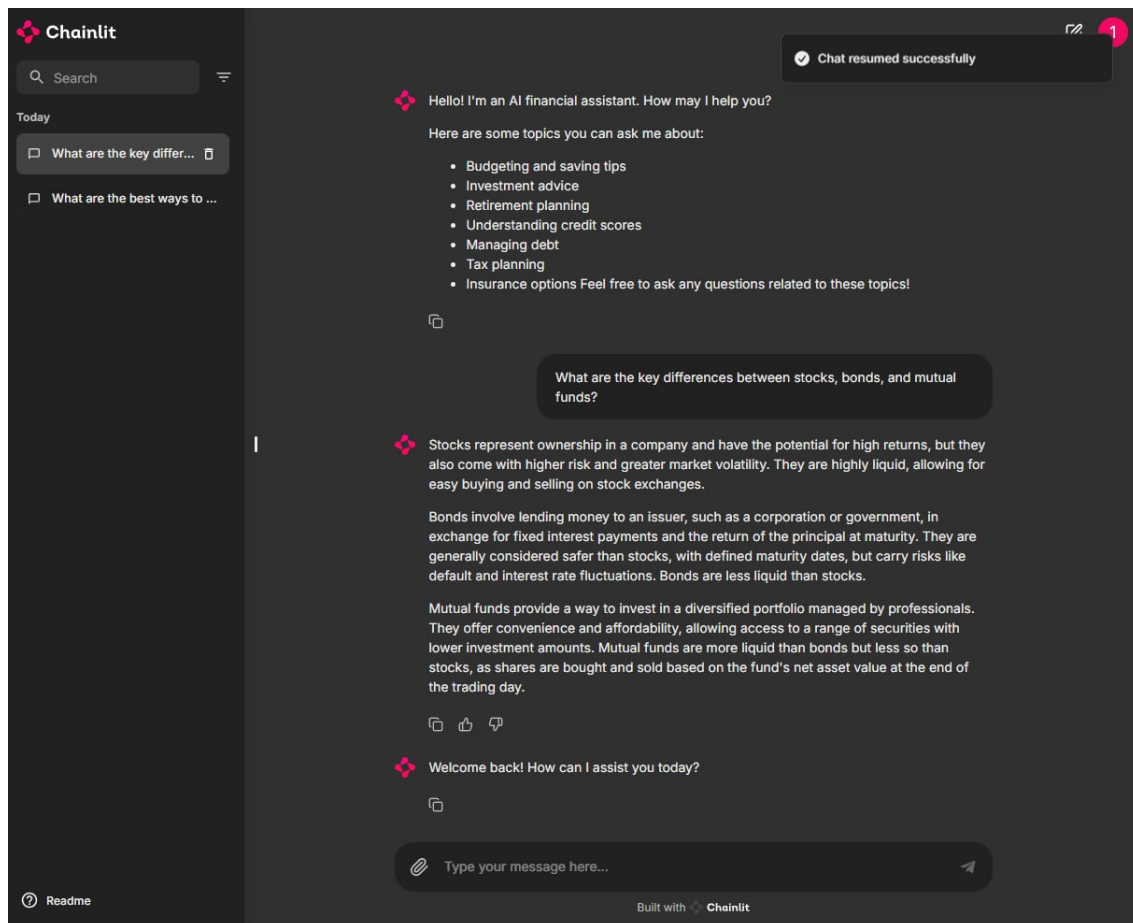 Chainlit
Search
Today
What are the key differ...
What are the best ways to ...
Readme
1
Chat resumed successfully
Hello! I'm an AI financial assistant. How may I help you?
Here are some topics you can ask me about:
• Budgeting and saving tips
• Investment advice
• Retirement planning
• Understanding credit scores
• Managing debt
• Tax planning
• Insurance options Feel free to ask any questions related to these topics!
What are the key differences between stocks, bonds, and mutual
funds?
Stocks represent ownership in a company and have the potential for high returns, but they
also come with higher risk and greater market volatility. They are highly liquid, allowing for
easy buying and selling on stock exchanges.
Bonds involve lending money to an issuer, such as a corporation or government, in
exchange for fixed interest payments and the return of the principal at maturity. They are
generally considered safer than stocks, with defined maturity dates, but carry risks like
default and interest rate fluctuations. Bonds are less liquid than stocks.
Mutual funds provide a way to invest in a diversified portfolio managed by professionals.
They offer convenience and affordability, allowing access to a range of securities with
lower investment amounts. Mutual funds are more liquid than bonds but less so than
stocks, as shares are bought and sold based on the fund's net asset value at the end of
the trading day.
Welcome back! How can I assist you today?
Type your message here...
Built with Chainlit